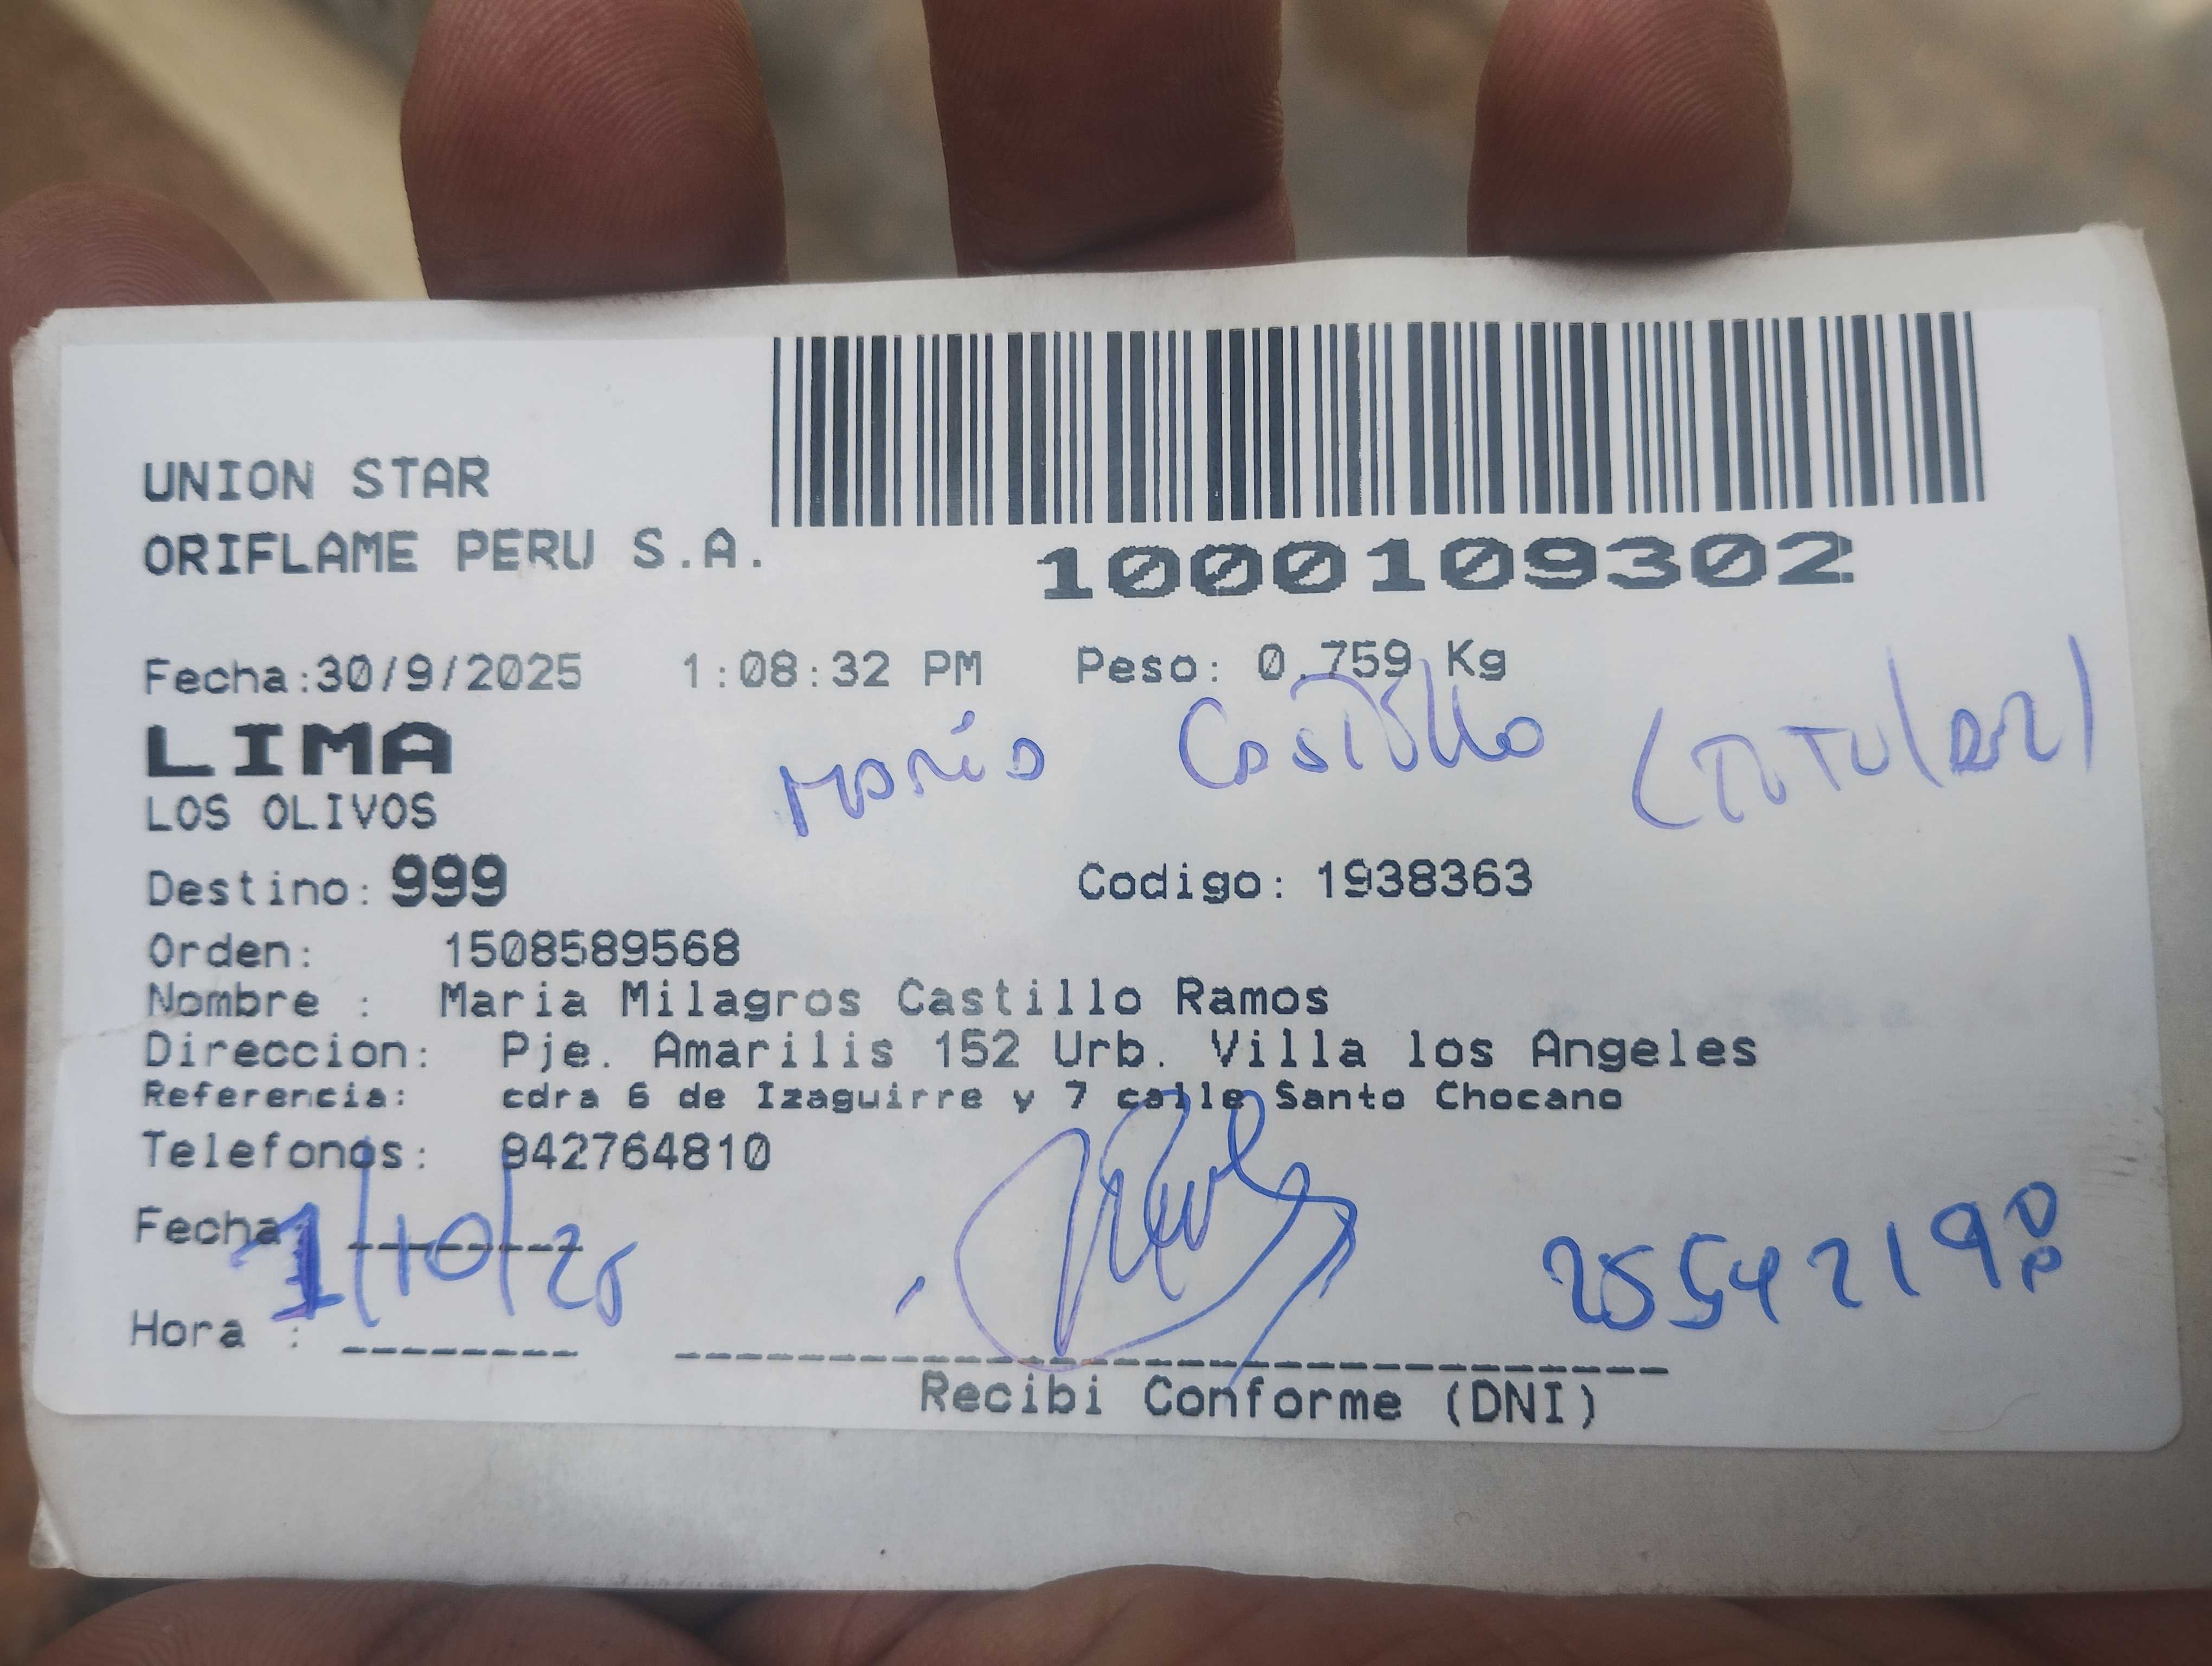 UNION STAR
ORIFLAME PERU S.A.
1000109302
Fecha:30/9/2025 1:08:32 PM Peso: 0.759 Kg
LIMA
María Castillo (Titular)
LOS OLIVOS
Destino: 999 Codigo: 1938363
Orden: 1508589568
Nombre : Maria Milagros Castillo Ramos
Direccion: Pje. Amarilis 152 Urb. Villa los Angeles
Referencia: cdra 6 de Izaguirre y 7 calle Santo Chocano
Telefonos: 942764810
Fecha: 1/10/25
Hora :
Recibi Conforme (DNI)